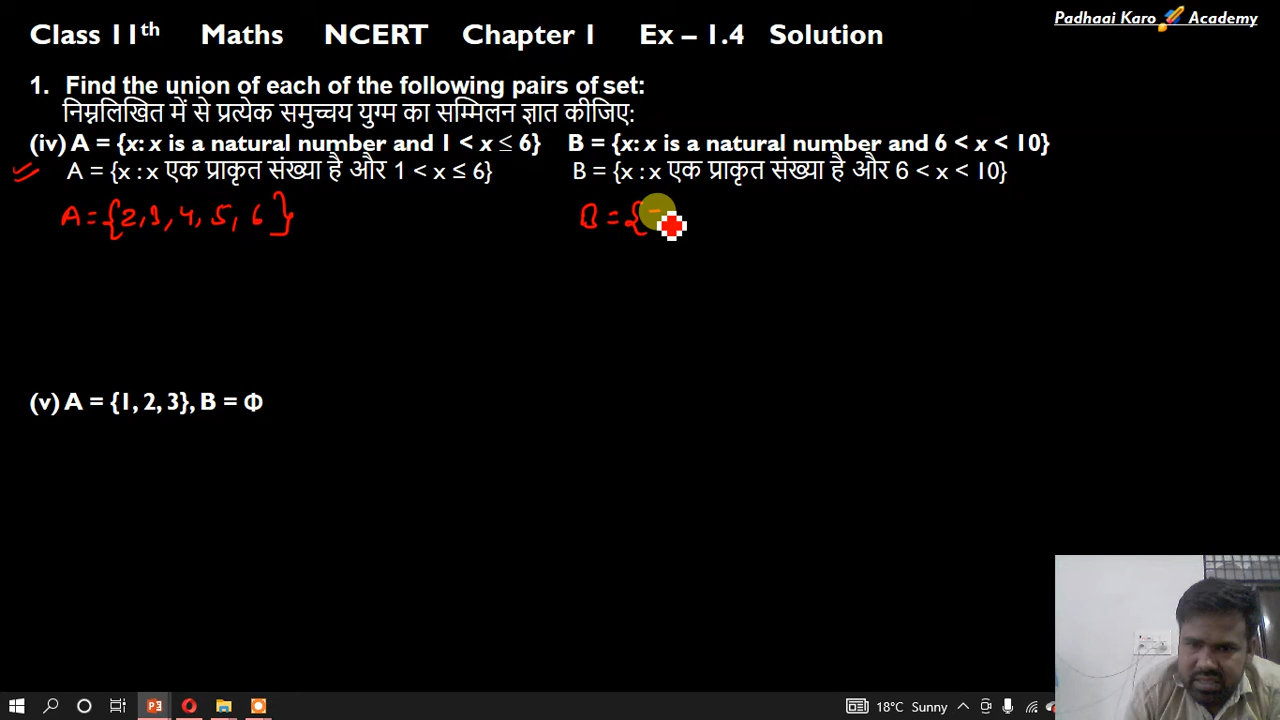 Padhaai Karo Academy
Class 11th Maths NCERT Chapter 1 Ex – 1.4 Solution
1. Find the union of each of the following pairs of set:
निम्नलिखित में से प्रत्येक समुच्चय युग्म का सम्मिलन ज्ञात कीजिए:
(iv) A = {x: x is a natural number and 1 < x ≤ 6} B = {x: x is a natural number and 6 < x < 10}
A = {x : x एक प्राकृत संख्या है और 1 < x ≤ 6} B = {x : x एक प्राकृत संख्या है और 6 < x < 10}
A = {2, 3, 4, 5, 6} B = {
(v) A = {1, 2, 3}, B = Φ
18°C Sunny